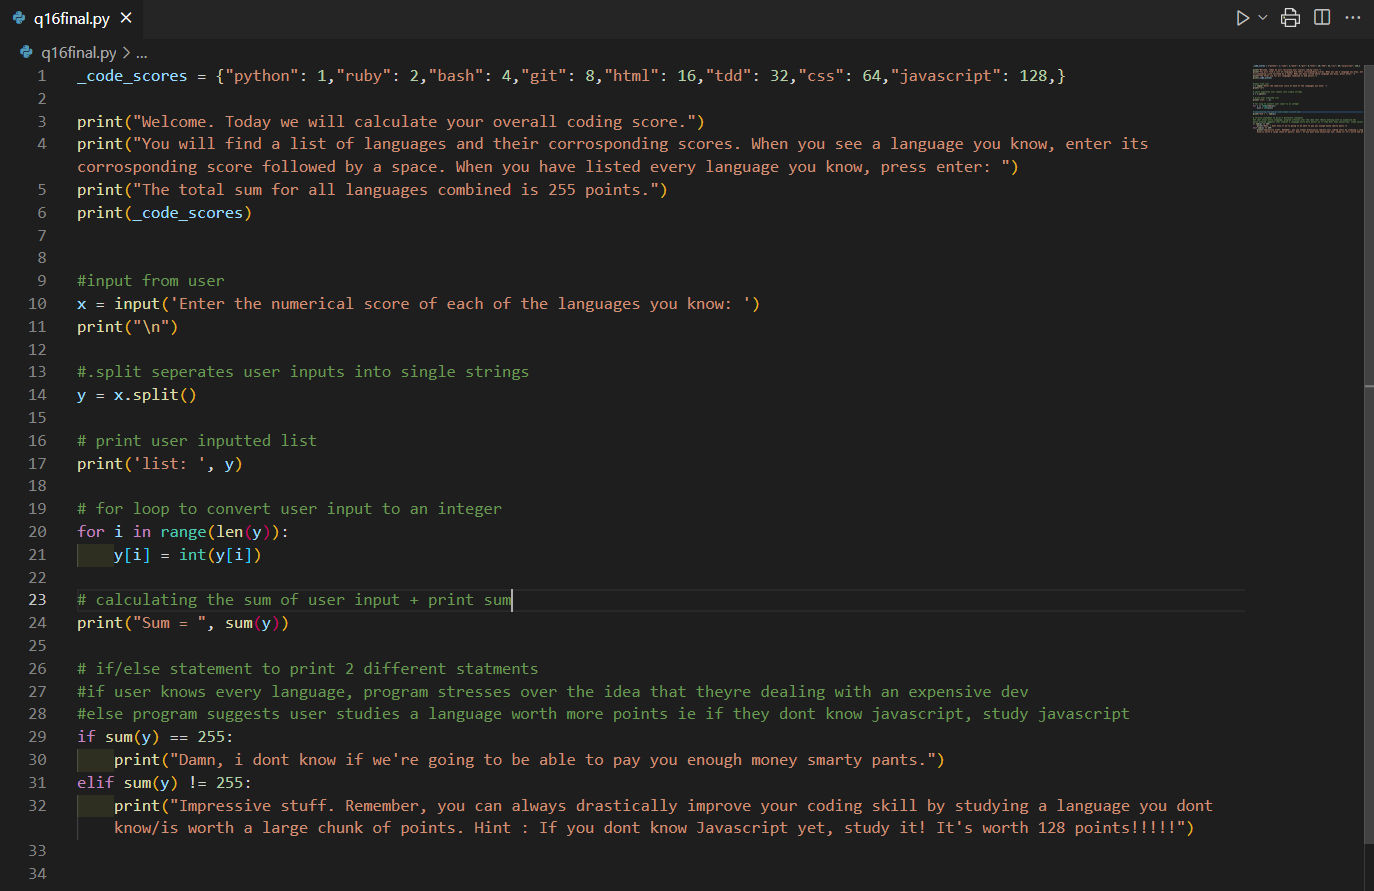 q16final.py
q16final.py > ...
1 _code_scores = {"python": 1,"ruby": 2,"bash": 4,"git": 8,"html": 16,"tdd": 32,"css": 64,"javascript": 128,}
2
3 print("Welcome. Today we will calculate your overall coding score.")
4 print("You will find a list of languages and their corrosponding scores. When you see a language you know, enter its
corrosponding score followed by a space. When you have listed every language you know, press enter: ")
5 print("The total sum for all languages combined is 255 points.")
6 print(_code_scores)
7
8
9 #input from user
10 x = input('Enter the numerical score of each of the languages you know: ')
11 print("\n")
12
13 #.split seperates user inputs into single strings
14 y = x.split()
15
16 # print user inputted list
17 print('list: ', y)
18
19 # for loop to convert user input to an integer
20 for i in range(len(y)):
21     y[i] = int(y[i])
22
23 # calculating the sum of user input + print sum
24 print("Sum = ", sum(y))
25
26 # if/else statement to print 2 different statments
27 #if user knows every language, program stresses over the idea that theyre dealing with an expensive dev
28 #else program suggests user studies a language worth more points ie if they dont know javascript, study javascript
29 if sum(y) == 255:
30     print("Damn, i dont know if we're going to be able to pay you enough money smarty pants.")
31 elif sum(y) != 255:
32     print("Impressive stuff. Remember, you can always drastically improve your coding skill by studying a language you dont
know/is worth a large chunk of points. Hint : If you dont know Javascript yet, study it! It's worth 128 points!!!!!")
33
34